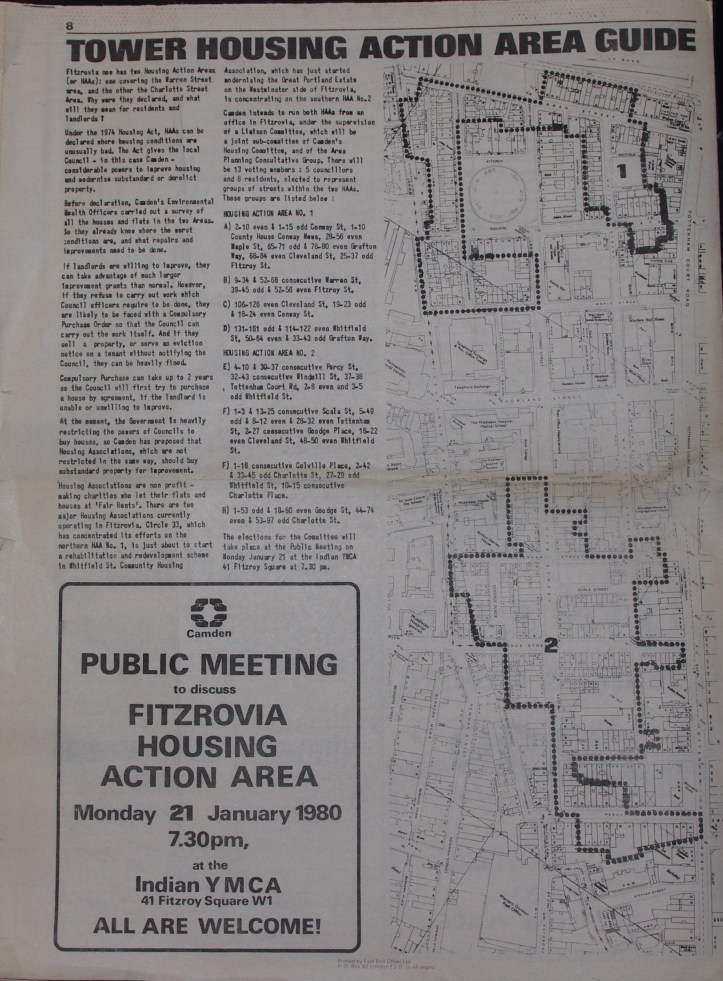 8
TOWER HOUSING ACTION AREA GUIDE
Fitzrovia now has two Housing Action Areas
(or HAAs): one covering the Warren Street
area, and the other the Charlotte Street
Area. Why were they declared, and what
will they mean for residents and
landlords ?
Under the 1974 Housing Act, HAAs can be
declared where housing conditions are
unusually bad. The Act gives the local
Council - in this case Camden -
considerable powers to improve housing
and modernise substandard or derelict
property.
Before declaration, Camden's Environmental
Health Officers carried out a survey of
all the houses and flats in the two Areas.
So they already know where the worst
conditions are, and what repairs and
improvements need to be done.
If landlords are willing to improve, they
can take advantage of much larger
improvement grants than normal. However,
if they refuse to carry out work which
Council officers require to be done, they
are likely to be faced with a Compulsory
Purchase Order so that the Council can
carry out the work itself. And if they
sell a property, or serve an eviction
notice on a tenant without notifying the
Council, they can be heavily fined.
Compulsory Purchase can take up to 2 years
so the Council will first try to purchase
a house by agreement, if the landlord is
unable or unwilling to improve.
At the moment, the Government is heavily
restricting the powers of Councils to
buy houses, so Camden has proposed that
Housing Associations, which are not
restricted in the same way, should buy
substandard property for improvement.
Housing Associations are non profit -
making charities who let their flats and
houses at 'Fair Rents'. There are two
major Housing Associations currently
operating in Fitzrovia. Circle 33, which
has concentrated its efforts on the
northern HAA No. 1, is just about to start
a rehabilitation and redevelopment scheme
in Whitfield St. Community Housing
Association, which has just started
modernising the Great Portland Estate
on the Westminster side of Fitzrovia,
is concentrating on the southern HAA No.2
Camden intends to run both HAAs from an
office in Fitzrovia, under the supervision
of a Liaison Committee, which will be
a joint sub-committee of Camden's
Housing Committee, and of the Area
Planning Consultative Group. There will
be 13 voting members : 5 councillors
and 8 residents, elected to represent
groups of streets within the two HAAs.
These groups are listed below :
HOUSING ACTION AREA NO. 1
A) 2-10 even & 1-15 odd Conway St, 1-10
County House Conway Mews, 28-56 even
Maple St, 65-71 odd & 78-80 even Grafton
Way, 68-84 even Cleveland St, 25-37 odd
Fitzroy St.
B) 9-34 & 52-68 consecutive Warren St,
39-45 odd & 52-56 even Fitzroy St.
C) 106-126 even Cleveland St, 19-23 odd
& 18-24 even Conway St.
D) 131-161 odd & 114-122 even Whitfield
St, 50-64 even & 33-43 odd Grafton Way.
HOUSING ACTION AREA NO. 2
E) 4-10 & 30-37 consecutive Percy St,
32-43 consecutive Windmill St, 37-38
Tottenham Court Rd, 2-8 even and 3-5
odd Whitfield St.
F) 1-3 & 13-25 consecutive Scala St, 5-49
odd & 8-12 even & 28-32 even Tottenham
St, 2-27 consecutive Goodge Place, 16-22
even Cleveland St, 48-50 even Whitfield
St.
F) 1-18 consecutive Colville Place, 2-42
& 33-45 odd Charlotte St, 27-29 odd
Whitfield St, 10-15 consecutive
Charlotte Place.
H) 1-53 odd & 18-60 even Goodge St, 44-74
even & 53-97 odd Charlotte St.
The elections for the Committee will
take place at the Public Meeting on
Monday January 21 at the Indian YMCA
41 Fitzroy Square at 7.30 pm.
Camden
PUBLIC MEETING
to discuss
FITZROVIA
HOUSING
ACTION AREA
Monday 21 January 1980
7.30pm,
at the
Indian YMCA
41 Fitzroy Square W1
ALL ARE WELCOME!
1
FITZROY
SQUARE
TOTTENHAM COURT ROAD
Telephone Exchange
SCALA STREET
2